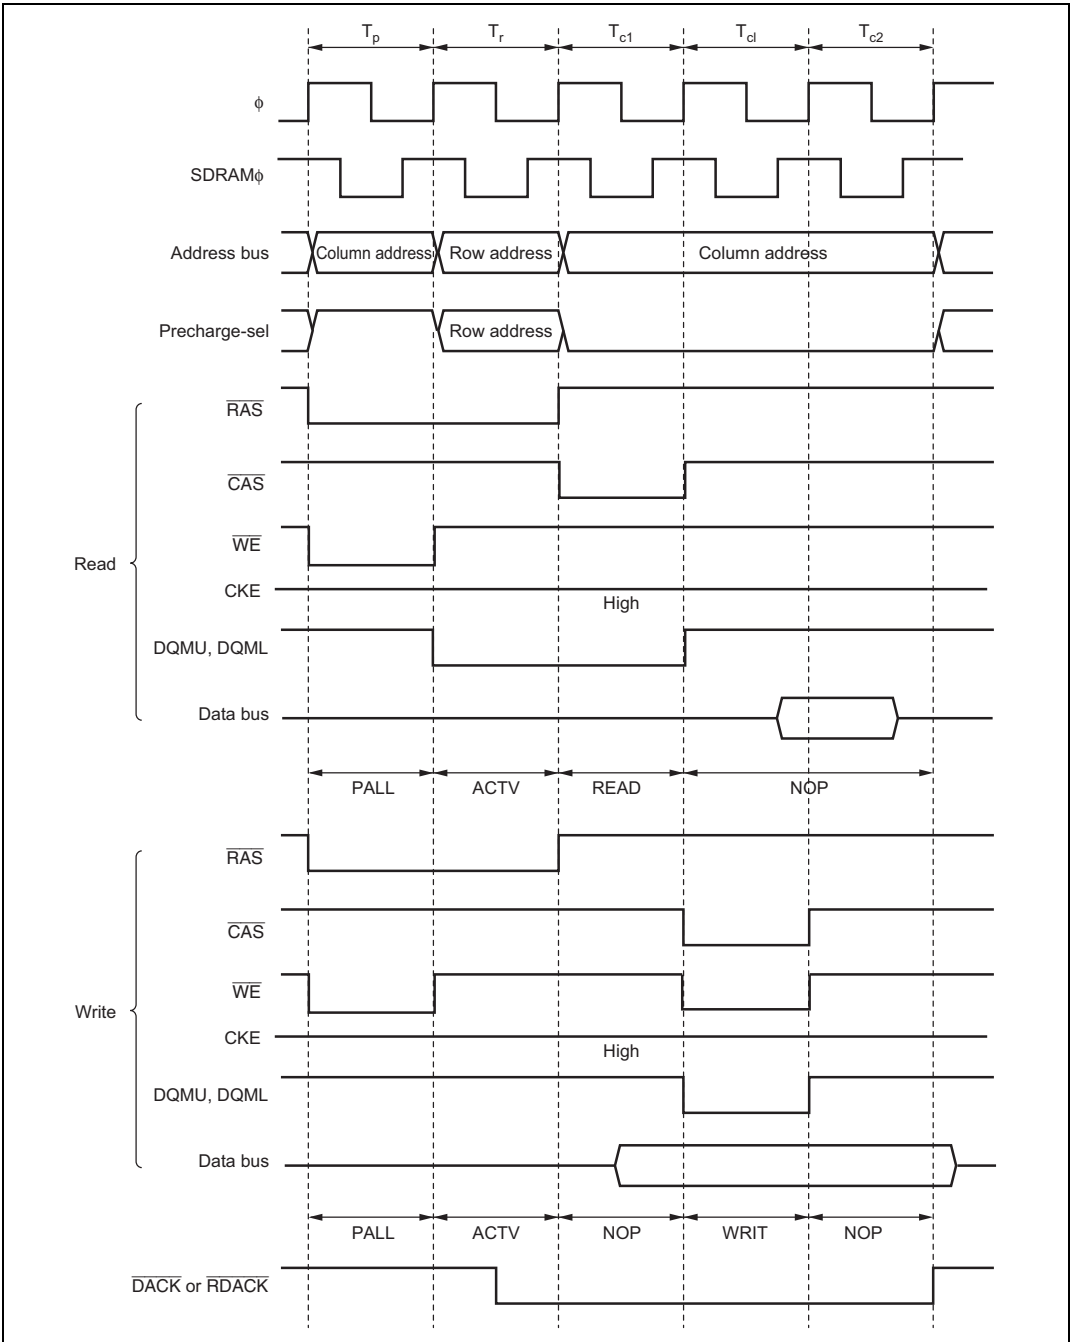 Tp Tr Tc1 Tcl Tc2
ϕ
SDRAMϕ
Address bus Column address Row address Column address
Precharge-sel Row address
RAS
CAS
WE
Read
CKE High
DQMU, DQML
Data bus
PALL ACTV READ NOP
RAS
CAS
WE
Write
CKE High
DQMU, DQML
Data bus
PALL ACTV NOP WRIT NOP
DACK or RDACK